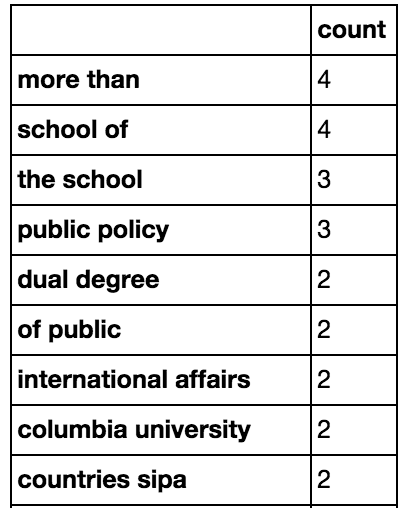 count
more than 4
school of 4
the school 3
public policy 3
dual degree 2
of public 2
international affairs 2
columbia university 2
countries sipa 2